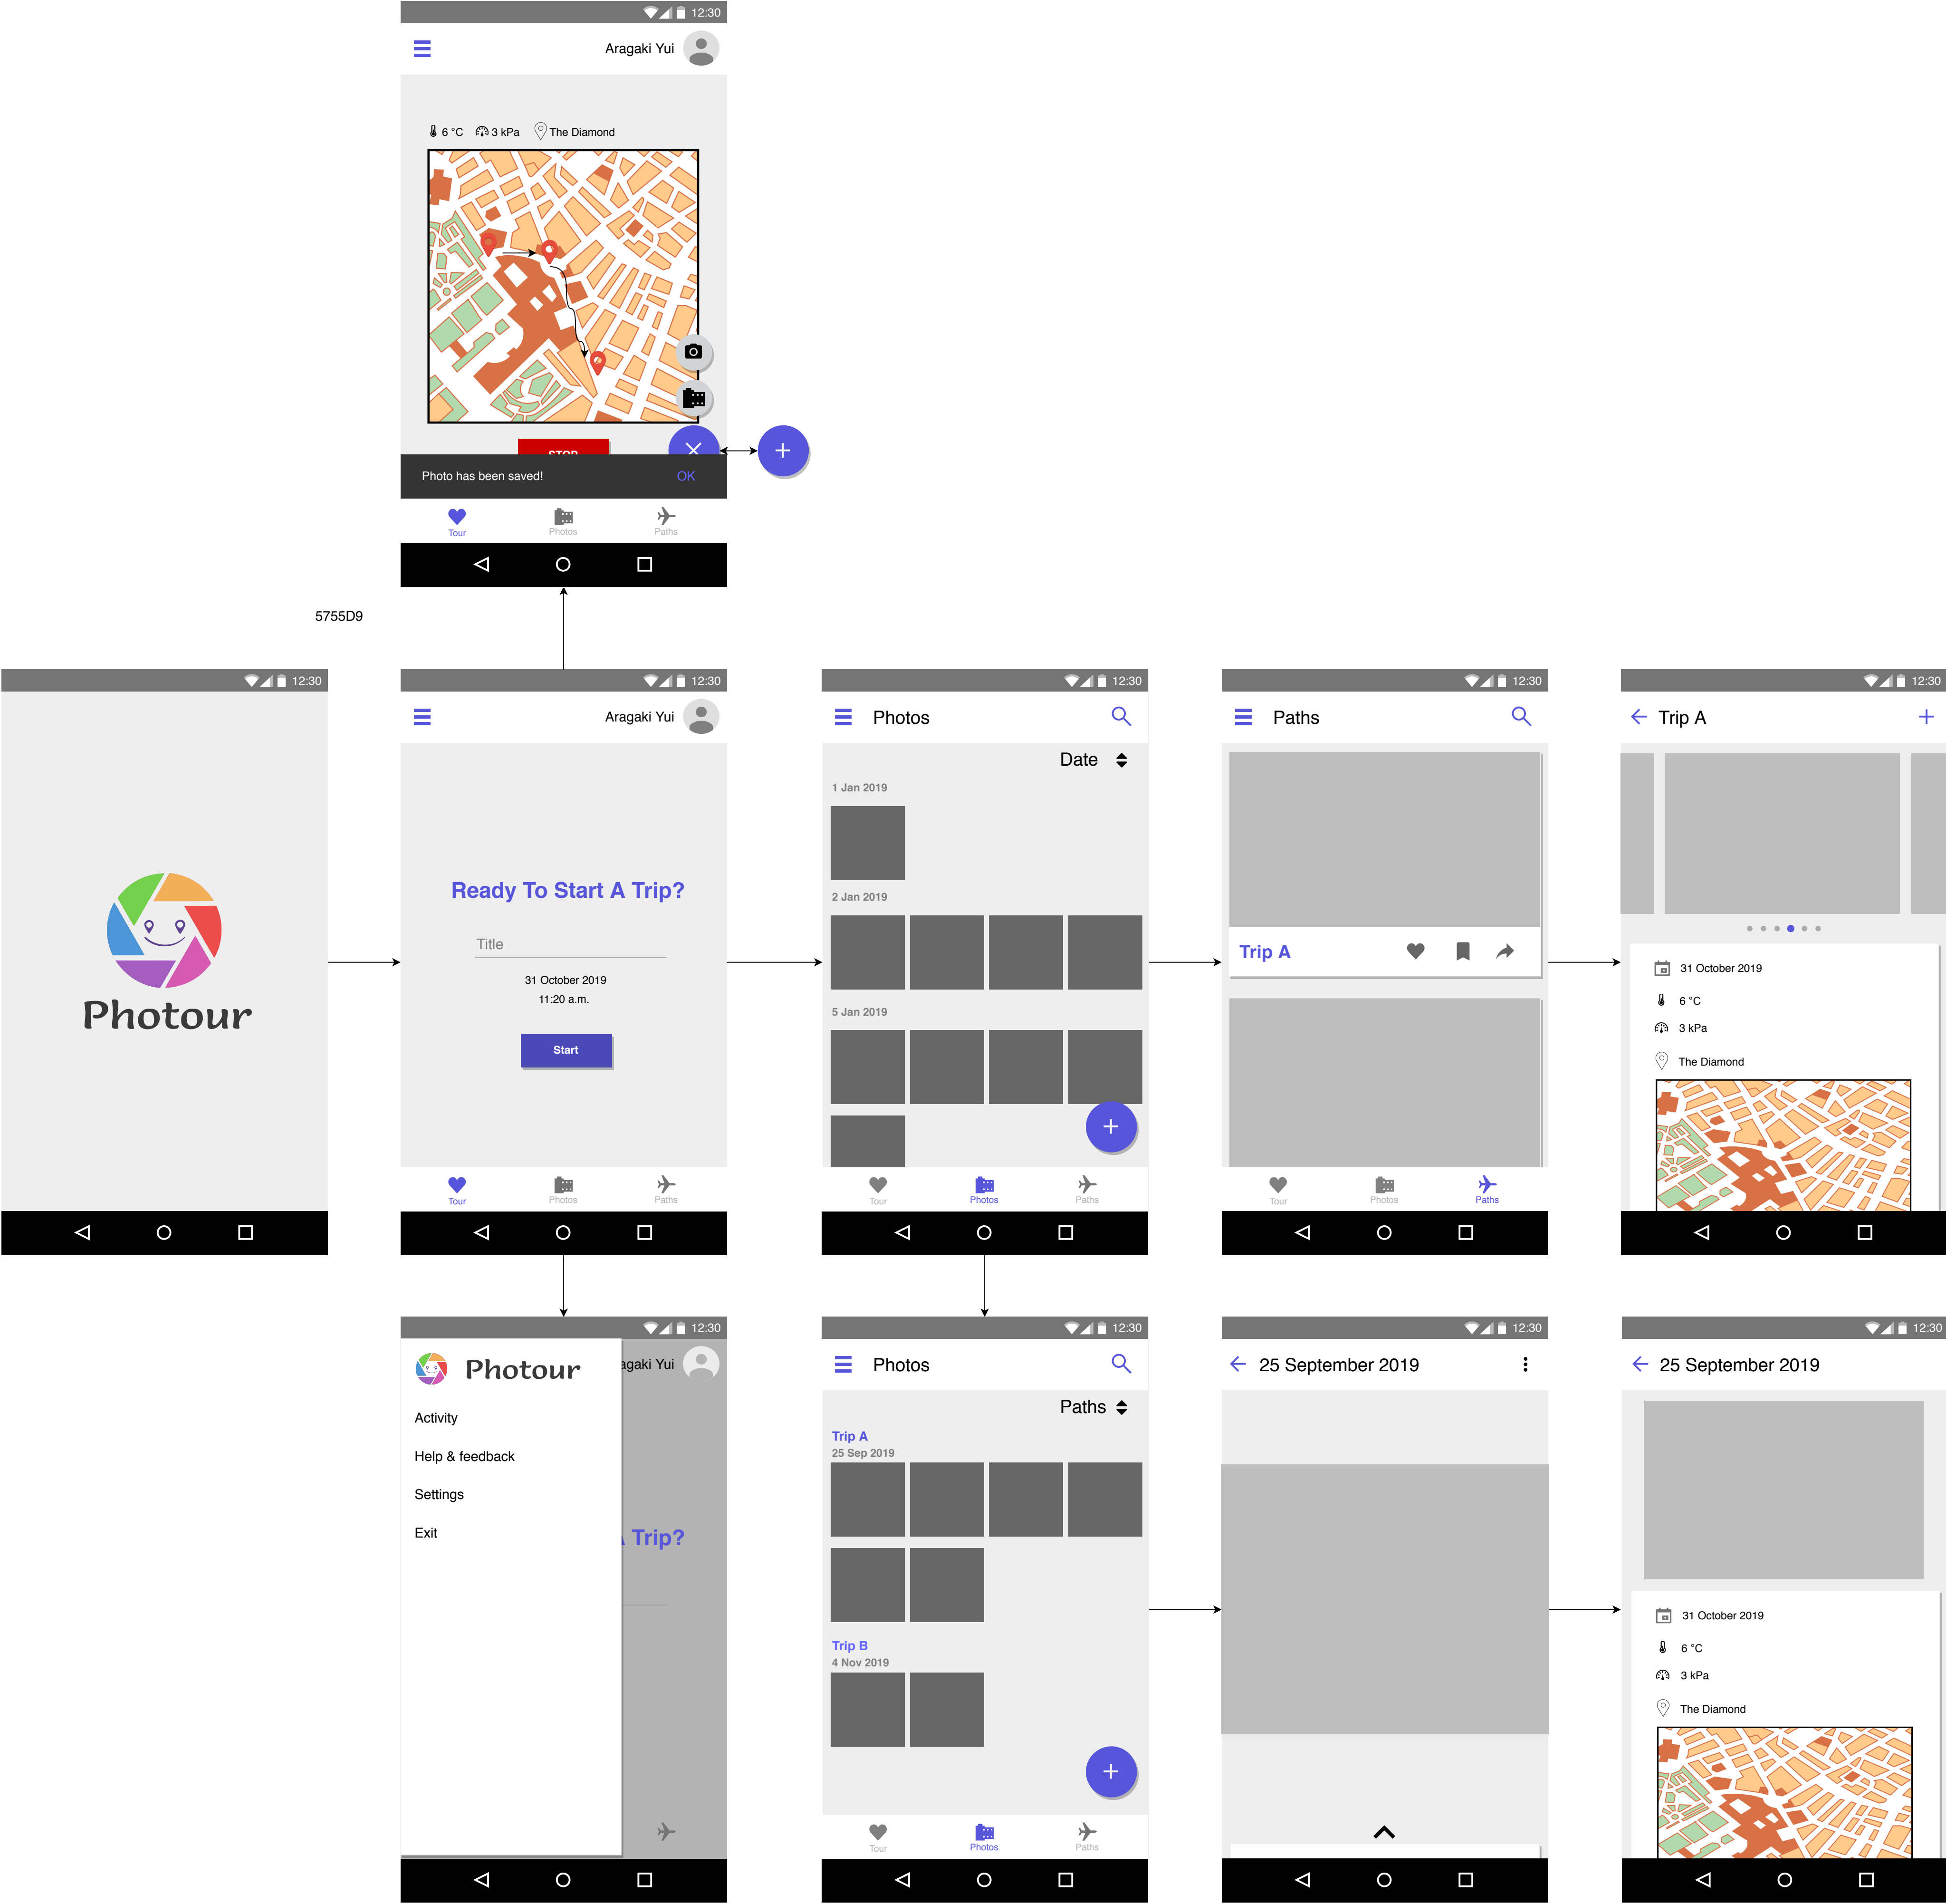 12:30
Aragaki Yui
6 °C 3 kPa The Diamond
STOP
Photo has been saved! OK
Tour Photos Paths
5755D9
12:30
Photour
12:30
Aragaki Yui
Ready To Start A Trip?
Title
31 October 2019
11:20 a.m.
Start
Tour Photos Paths
12:30
Photos
Date
1 Jan 2019
2 Jan 2019
5 Jan 2019
Tour Photos Paths
12:30
Paths
Trip A
Tour Photos Paths
12:30
Trip A
31 October 2019
6 °C
3 kPa
The Diamond
12:30
Photour
agaki Yui
Activity
Help & feedback
Settings
Exit
Trip?
12:30
Photos
Paths
Trip A
25 Sep 2019
Trip B
4 Nov 2019
Tour Photos Paths
12:30
25 September 2019
12:30
25 September 2019
31 October 2019
6 °C
3 kPa
The Diamond